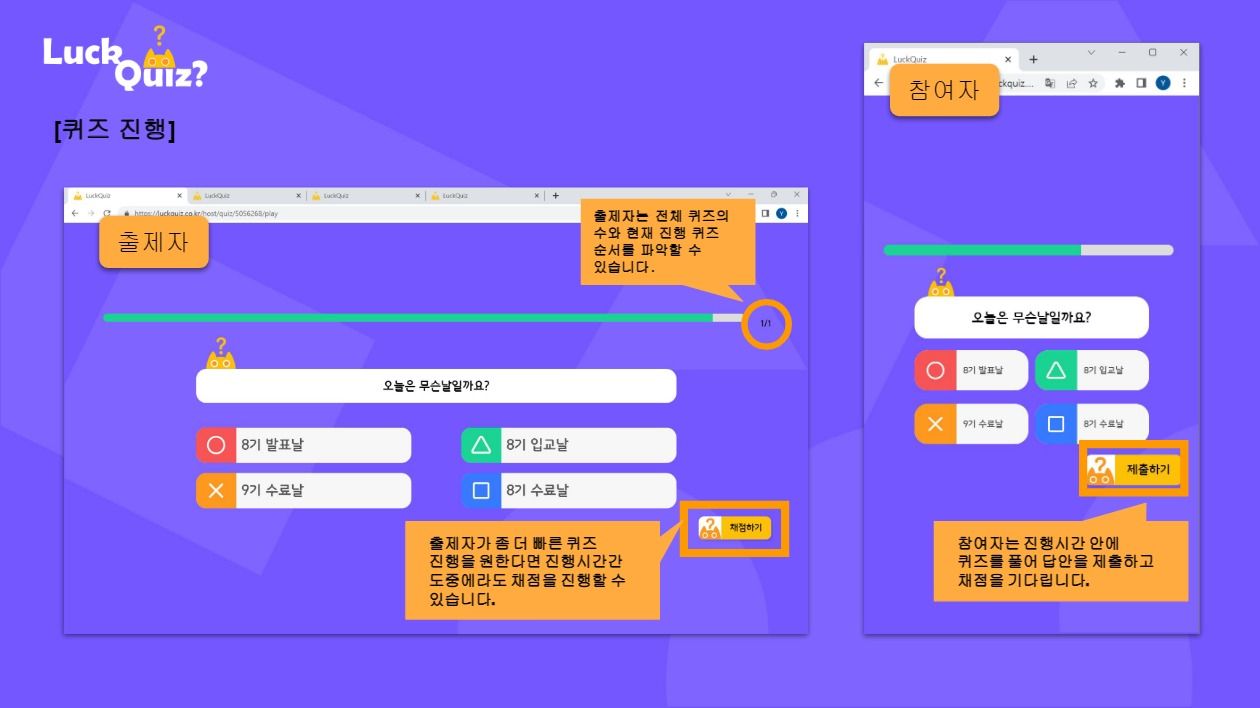 LuckQuiz?
[퀴즈 진행]
LuckQuiz
LuckQuiz
LuckQuiz
LuckQuiz
https://luckquiz.co.kr/host/quiz/5056268/play
Y
출제자
출제자는 전체 퀴즈의
수와 현재 진행 퀴즈
순서를 파악할 수
있습니다.
1/1
?
오늘은 무슨날일까요?
8기 발표날
8기 입교날
9기 수료날
8기 수료날
?
채점하기
출제자가 좀 더 빠른 퀴즈
진행을 원한다면 진행시간간
도중에라도 채점을 진행할 수
있습니다.
LuckQuiz
ckquiz...
Y
참여자
?
오늘은 무슨날일까요?
8기 발표날
8기 입교날
9기 수료날
8기 수료날
?
제출하기
참여자는 진행시간 안에
퀴즈를 풀어 답안을 제출하고
채점을 기다립니다.